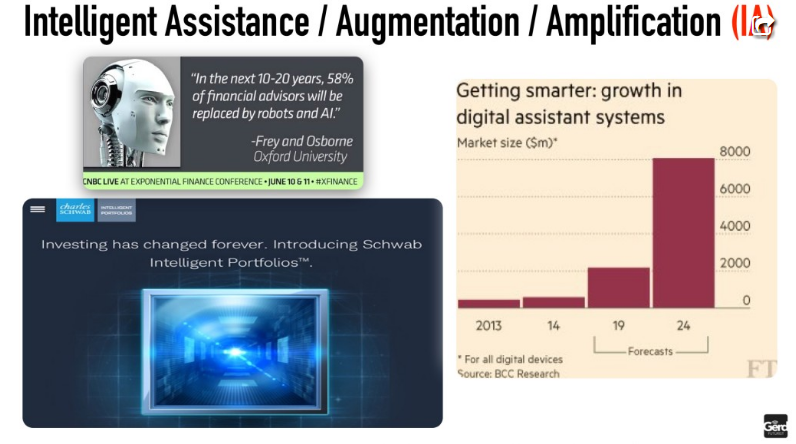 Intelligent Assistance / Augmentation / Amplification (IA)
"In the next 10-20 years, 58%
of financial advisors will be
replaced by robots and AI."
-Frey and Osborne
Oxford University
CNBC LIVE AT EXPONENTIAL FINANCE CONFERENCE • JUNE 10 & 11 • #XFINANCE
charles
SCHWAB
INTELLIGENT
PORTFOLIOS
Investing has changed forever. Introducing Schwab
Intelligent Portfolios™.
Getting smarter: growth in
digital assistant systems
Market size ($m)*
8000
6000
4000
2000
0
2013 14 19 24
Forecasts
* For all digital devices
Source: BCC Research
FT
Gerd